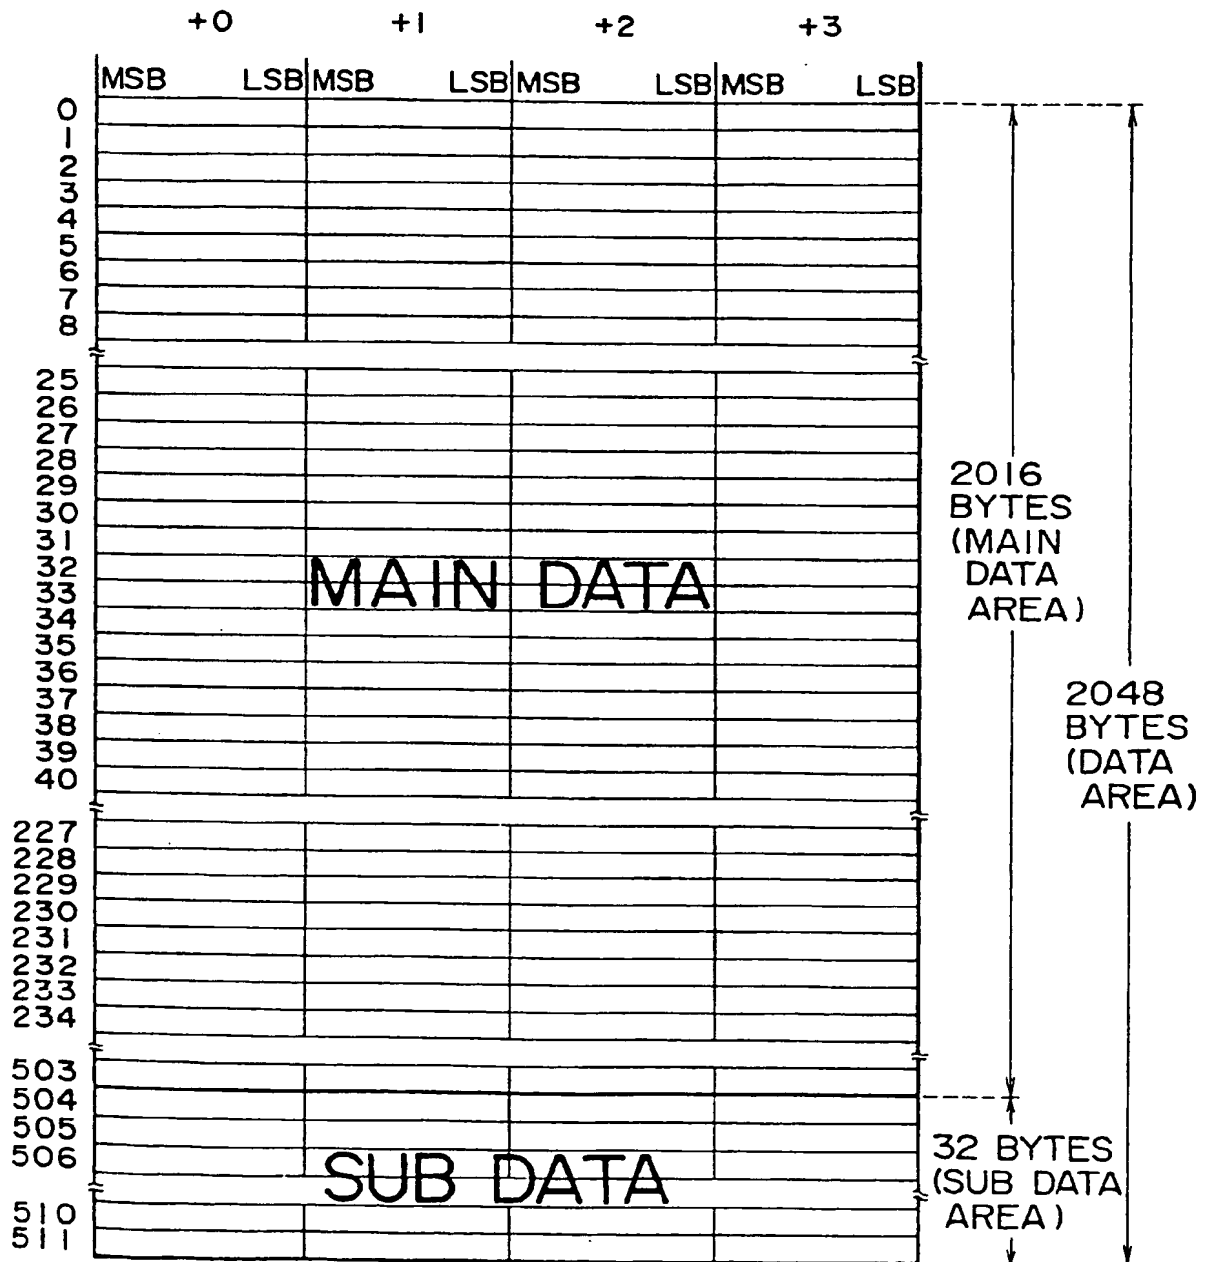 +0 +1 +2 +3
MSB LSB MSB LSB MSB LSB MSB LSB
0
1
2
3
4
5
6
7
8
25
26
27
28
29
30
31
32
33
34
35
36
37
38
39
40
227
228
229
230
231
232
233
234
503
504
505
506
510
511
MAIN DATA
SUB DATA
2016
BYTES
(MAIN
DATA
AREA)
2048
BYTES
(DATA
AREA)
32 BYTES
(SUB DATA
AREA)